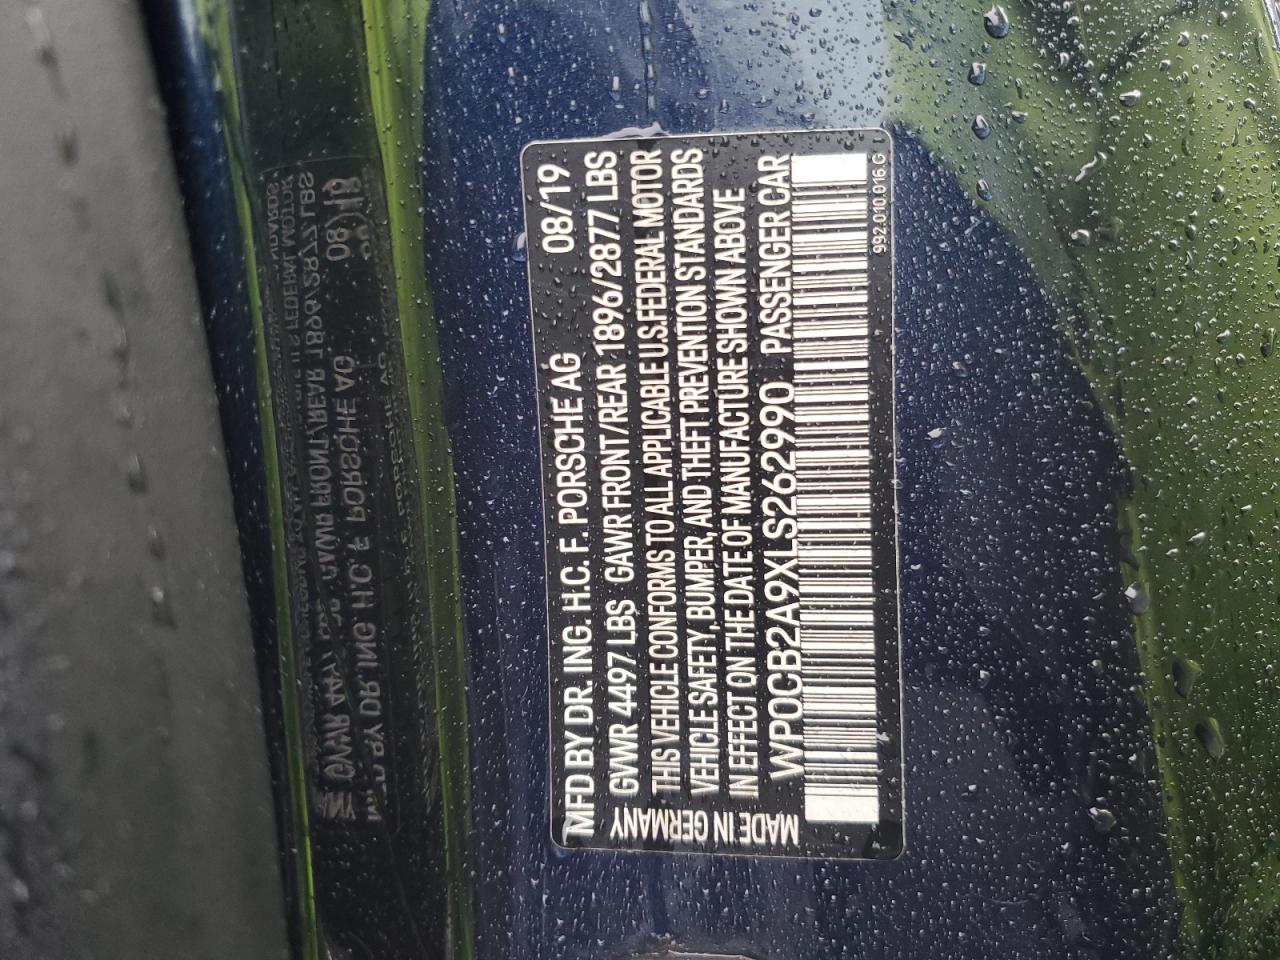 MFD BY DR. ING. H.C. F. PORSCHE AG 08/19
GVWR 4497 LBS GAWR FRONT/REAR 1896/2877 LBS
THIS VEHICLE CONFORMS TO ALL APPLICABLE U.S. FEDERAL MOTOR
VEHICLE SAFETY, BUMPER, AND THEFT PREVENTION STANDARDS
IN EFFECT ON THE DATE OF MANUFACTURE SHOWN ABOVE
WP0CB2A9XLS262990 PASSENGER CAR
MADE IN GERMANY
992.010.016.G